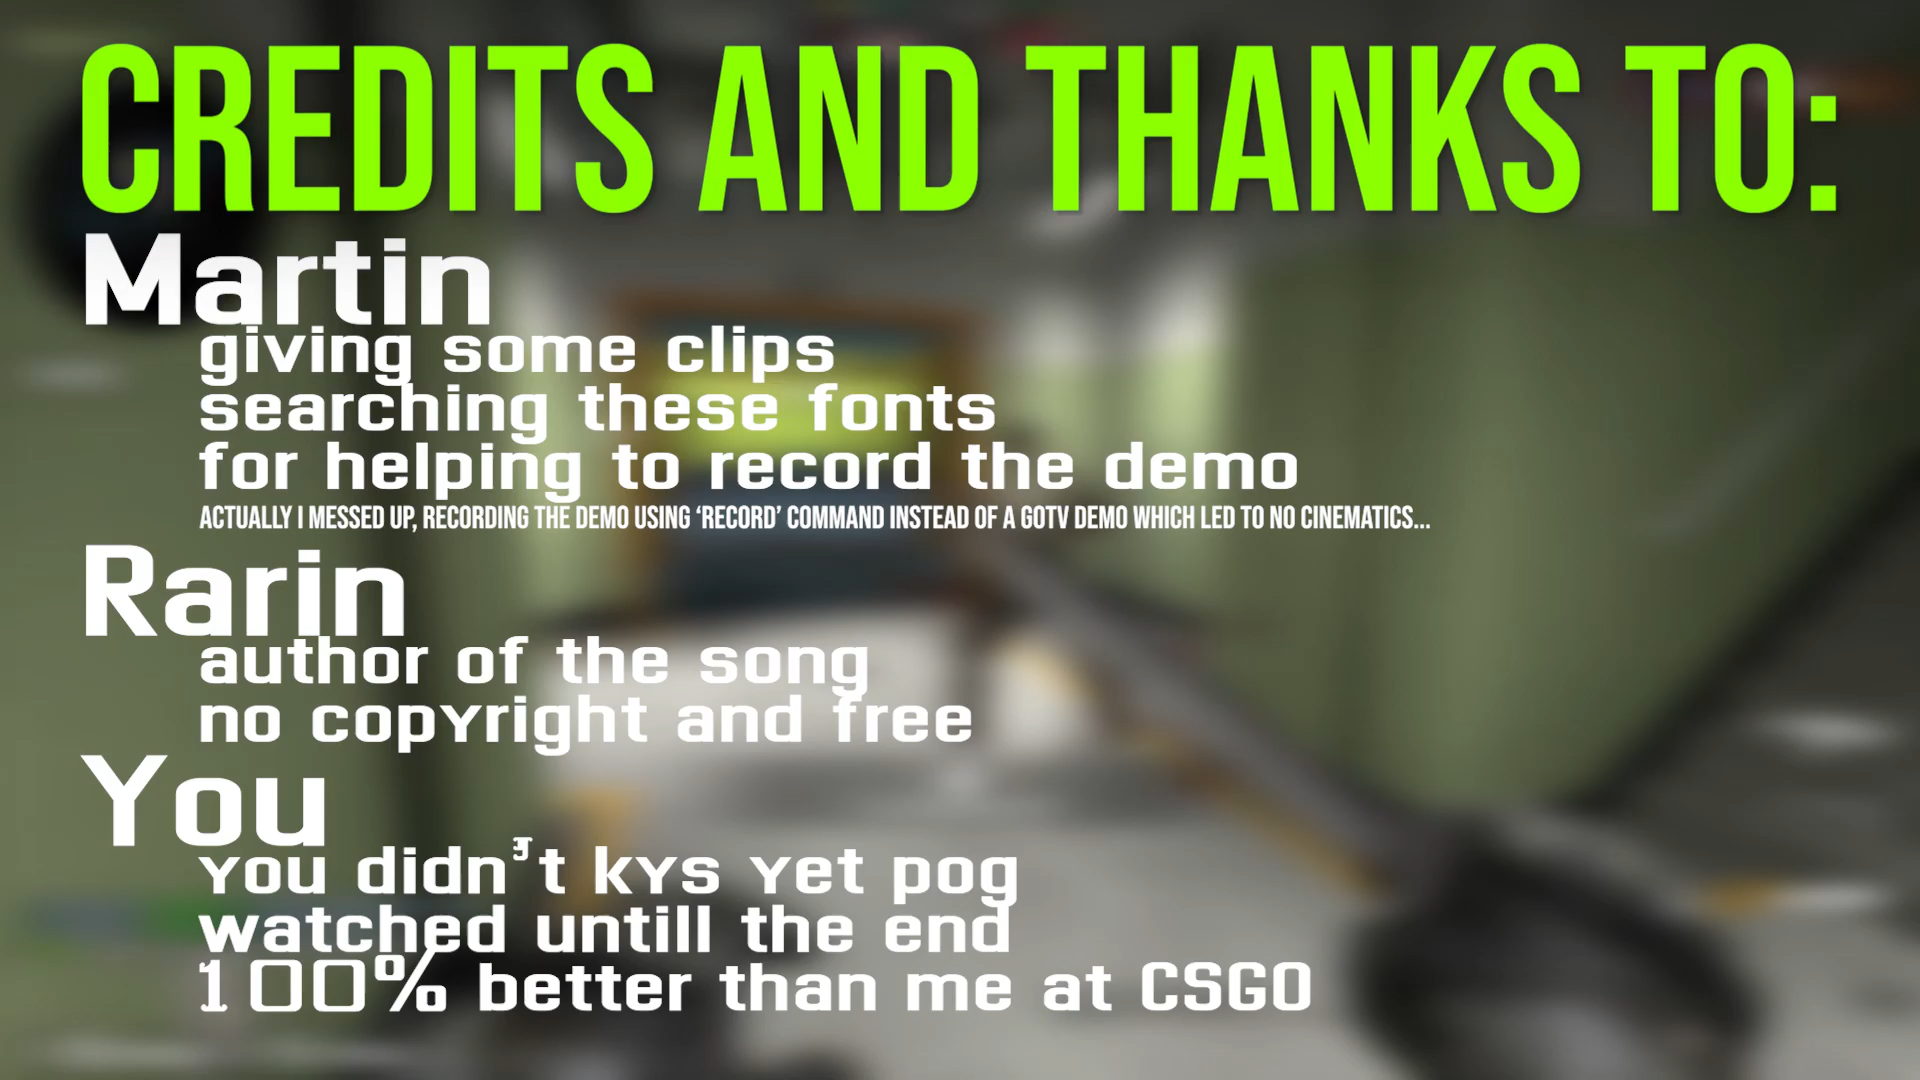 CREDITS AND THANKS TO:
Martin
giving some clips
searching these fonts
for helping to record the demo
ACTUALLY I MESSED UP, RECORDING THE DEMO USING ‘RECORD’ COMMAND INSTEAD OF A GOTV DEMO WHICH LED TO NO CINEMATICS...
Rarin
author of the song
no copyright and free
You
you didn't kys yet pog
watched untill the end
100% better than me at CSGO